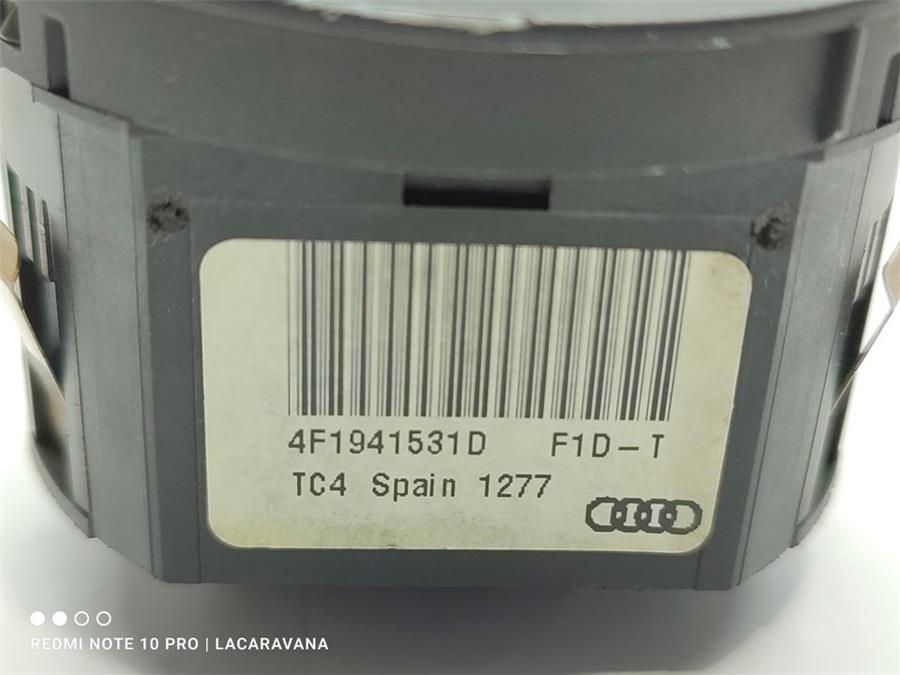 4F1941531D F1D-T
TC4 Spain 1277
REDMI NOTE 10 PRO | LACARAVANA